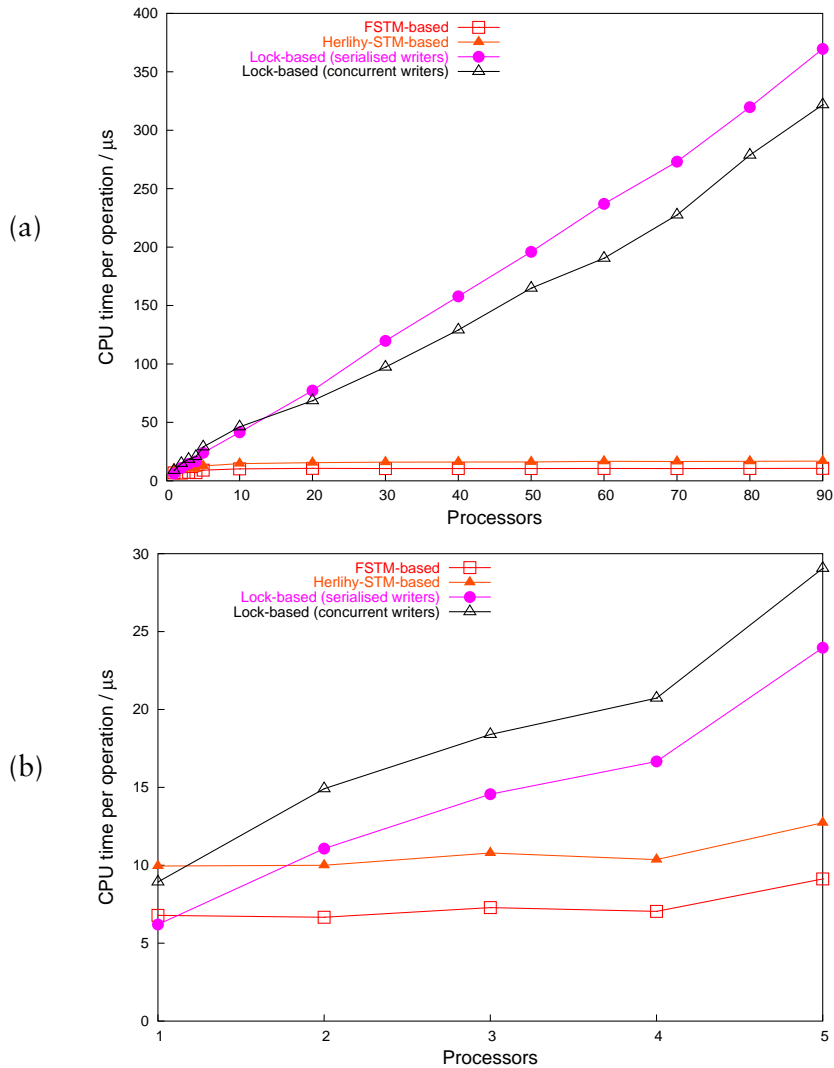 (a)
CPU time per operation / µs
400
350
300
250
200
150
100
50
0
FSTM-based
Herlihy-STM-based
Lock-based (serialised writers)
Lock-based (concurrent writers)
0 10 20 30 40 50 60 70 80 90
Processors
(b)
CPU time per operation / µs
30
25
20
15
10
5
0
FSTM-based
Herlihy-STM-based
Lock-based (serialised writers)
Lock-based (concurrent writers)
1 2 3 4 5
Processors